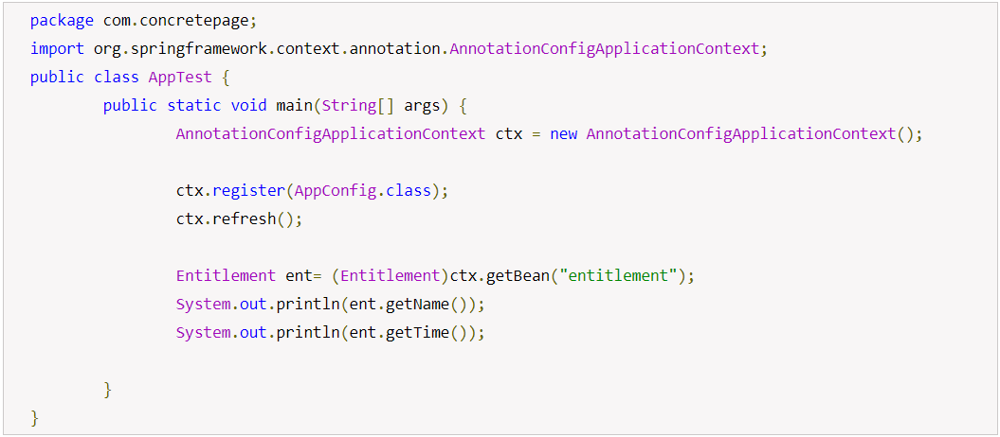 package com.concretepage;
import org.springframework.context.annotation.AnnotationConfigApplicationContext;
public class AppTest {
public static void main(String[] args) {
AnnotationConfigApplicationContext ctx = new AnnotationConfigApplicationContext();
ctx.register(AppConfig.class);
ctx.refresh();
Entitlement ent= (Entitlement)ctx.getBean("entitlement");
System.out.println(ent.getName());
System.out.println(ent.getTime());
}
}